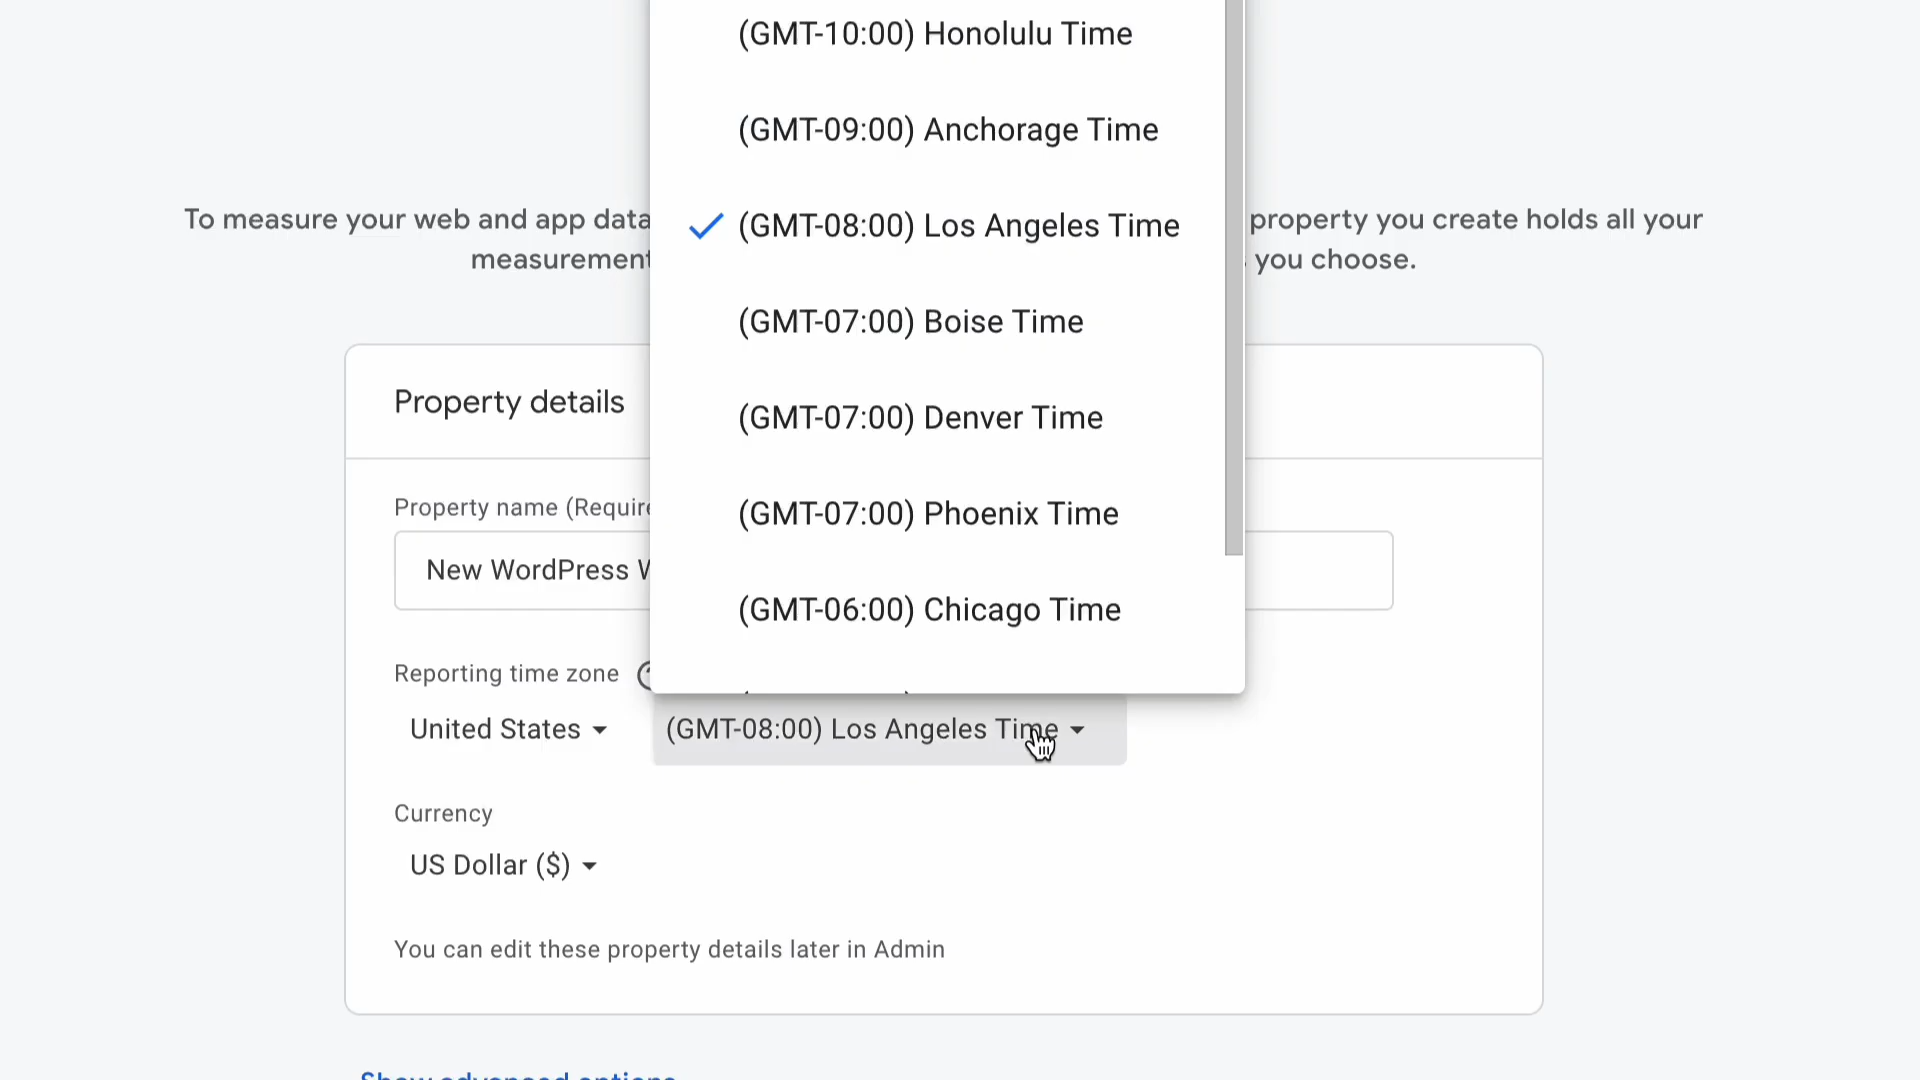 (GMT-10:00) Honolulu Time
(GMT-09:00) Anchorage Time
To measure your web and app data
(GMT-08:00) Los Angeles Time
property you create holds all your
measurement
you choose.
(GMT-07:00) Boise Time
Property details
(GMT-07:00) Denver Time
Property name
(GMT-07:00) Phoenix Time
New WordPress
(GMT-06:00) Chicago Time
Reporting time zone
United States
(GMT-08:00) Los Angeles Time
Currency
US Dollar ($)
You can edit these property details later in Admin
Show advanced options